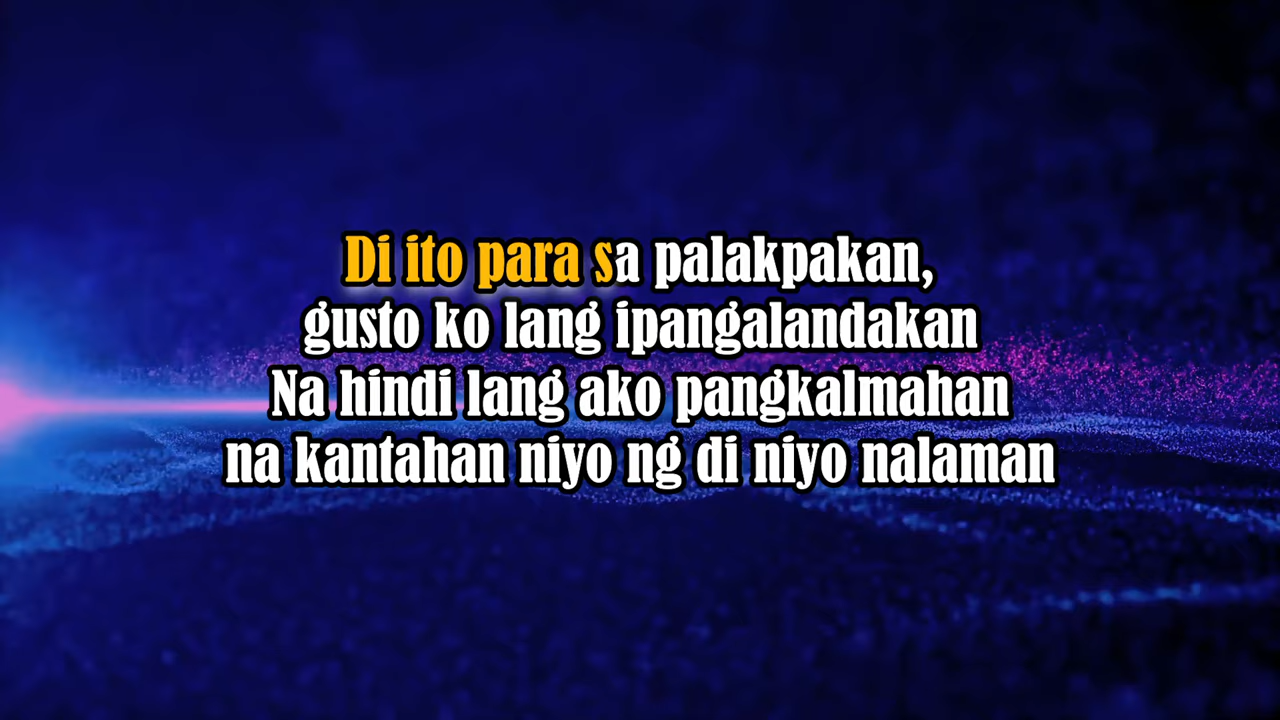 Di ito para sa palakpakan,
gusto ko lang ipangalandakan
Na hindi lang ako pangkalmahan
na kantahan niyo ng di niyo nalaman